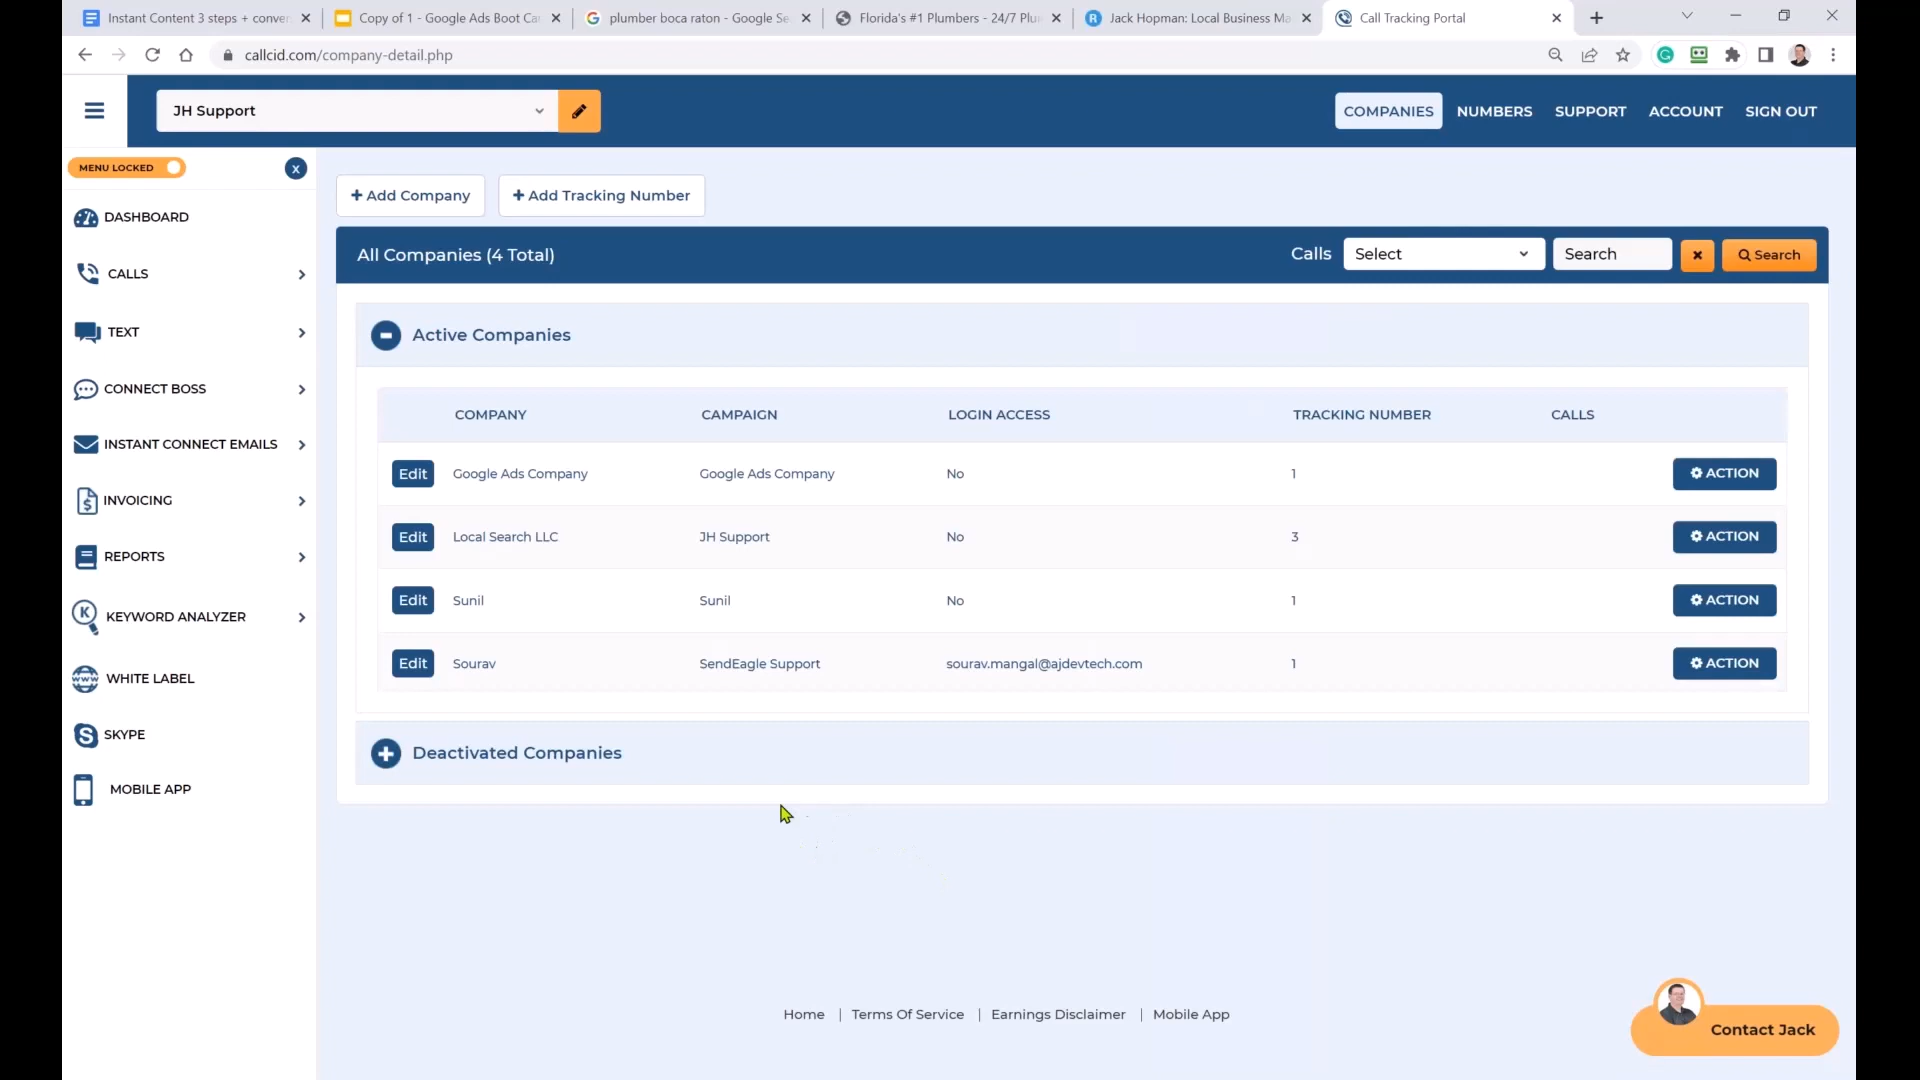 Instant Content 3 steps + conver
Copy of 1 - Google Ads Boot Ca
plumber boca raton - Google Se
Florida's #1 Plumbers - 24/7 Plu
Jack Hopman: Local Business Ma
Call Tracking Portal
callcid.com/company-detail.php
JH Support
COMPANIES
NUMBERS
SUPPORT
ACCOUNT
SIGN OUT
MENU LOCKED
x
DASHBOARD
CALLS
TEXT
CONNECT BOSS
INSTANT CONNECT EMAILS
INVOICING
REPORTS
KEYWORD ANALYZER
WHITE LABEL
SKYPE
MOBILE APP
+ Add Company
+ Add Tracking Number
All Companies (4 Total)
Calls
Select
Search
Search
Active Companies
COMPANY CAMPAIGN LOGIN ACCESS TRACKING NUMBER CALLS
Edit Google Ads Company Google Ads Company No 1 ACTION
Edit Local Search LLC JH Support No 3 ACTION
Edit Sunil Sunil No 1 ACTION
Edit Sourav SendEagle Support sourav.mangal@ajdevtech.com 1 ACTION
Deactivated Companies
Home | Terms Of Service | Earnings Disclaimer | Mobile App
Contact Jack